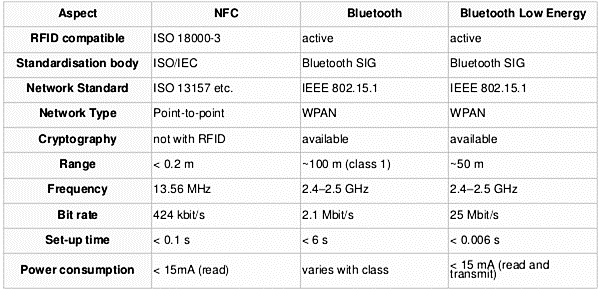 Aspect NFC Bluetooth Bluetooth Low Energy
RFID compatible ISO 18000-3 active active
Standardisation body ISO/IEC Bluetooth SIG Bluetooth SIG
Network Standard ISO 13157 etc. IEEE 802.15.1 IEEE 802.15.1
Network Type Point-to-point WPAN WPAN
Cryptography not with RFID available available
Range < 0.2 m ~100 m (class 1) ~50 m
Frequency 13.56 MHz 2.4–2.5 GHz 2.4–2.5 GHz
Bit rate 424 kbit/s 2.1 Mbit/s 25 Mbit/s
Set-up time < 0.1 s < 6 s < 0.006 s
Power consumption < 15mA (read) varies with class < 15 mA (read and
transmit)